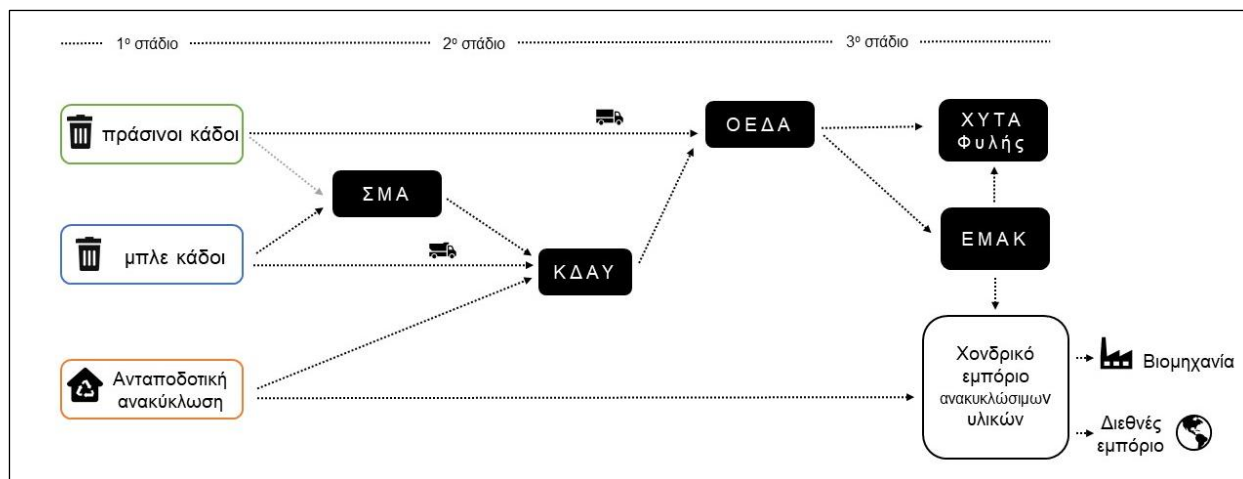 1ο στάδιο
2ο στάδιο
3ο στάδιο
πράσινοι κάδοι
ΟΕΔΑ
ΧΥΤΑ
Φυλής
ΣΜΑ
μπλε κάδοι
ΚΔΑΥ
ΕΜΑΚ
Ανταποδοτική
ανακύκλωση
Χονδρικό
εμπόριο
ανακυκλώσιμων
υλικών
Βιομηχανία
Διεθνές
εμπόριο